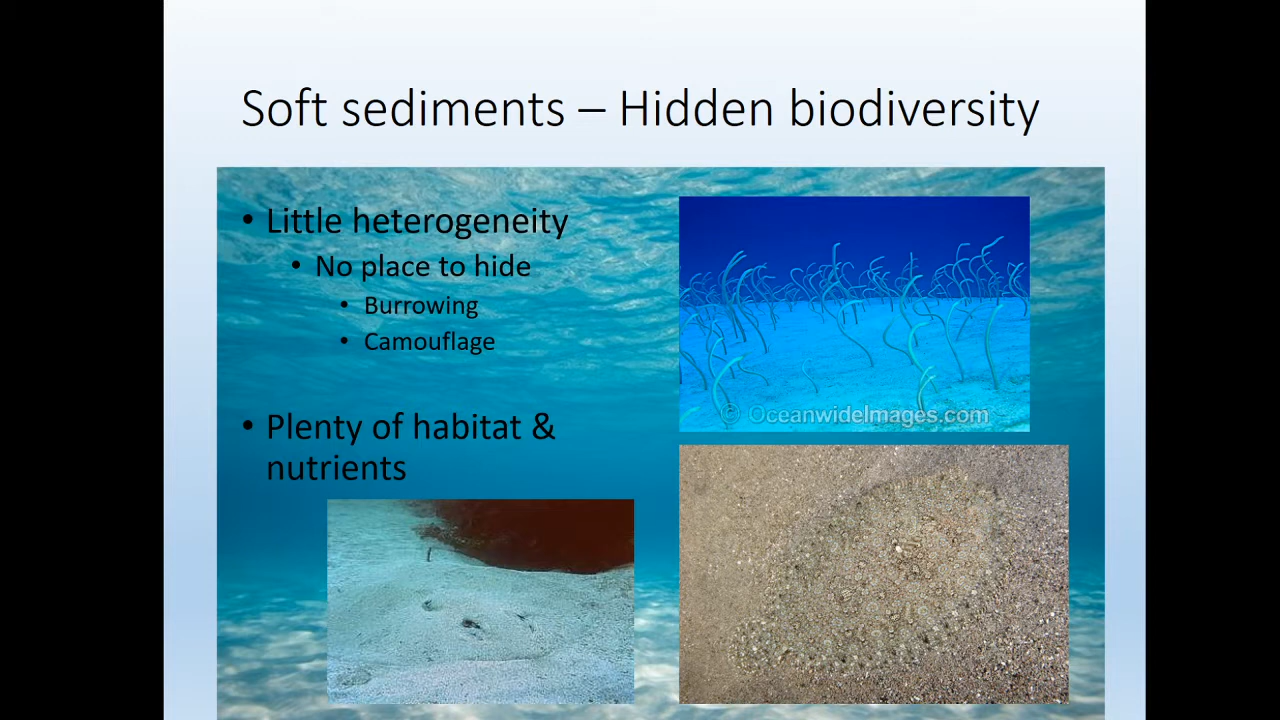 Soft sediments – Hidden biodiversity
• Little heterogeneity
• No place to hide
• Burrowing
• Camouflage
• Plenty of habitat &
nutrients
© OceanwideImages.com